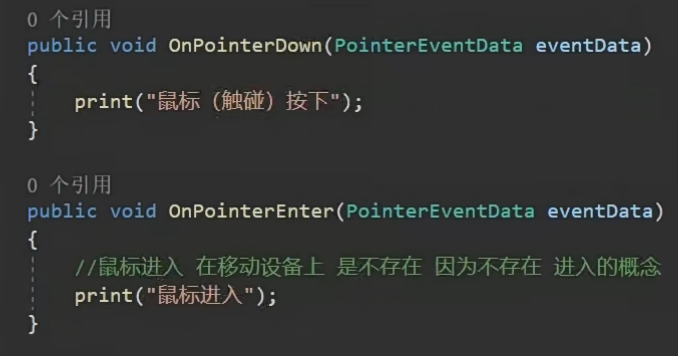 0 个引用
public void OnPointerDown(PointerEventData eventData)
{
print("鼠标（触碰）按下");
}
0 个引用
public void OnPointerEnter(PointerEventData eventData)
{
//鼠标进入 在移动设备上 是不存在 因为不存在 进入的概念
print("鼠标进入");
}